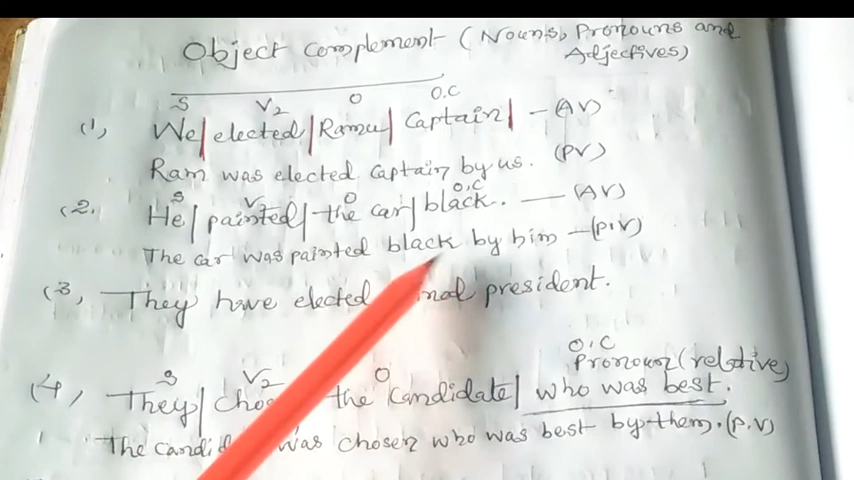 Object complement (Nouns, Pronouns and
Adjectives)
S V2 O O.C
(1, We| elected |Ramu| Captain| - (AV)
Ram was elected Captain by us. (PV)
S V O O.C
(2. He| painted| the car| black. - (AV)
The car was painted black by him - (P.V)
(3, They have elected president.
O.C
Pronoun (relative)
S V2 O
(4, They| the candidate| who was best.
The was chosen who was best by them. (P.V)